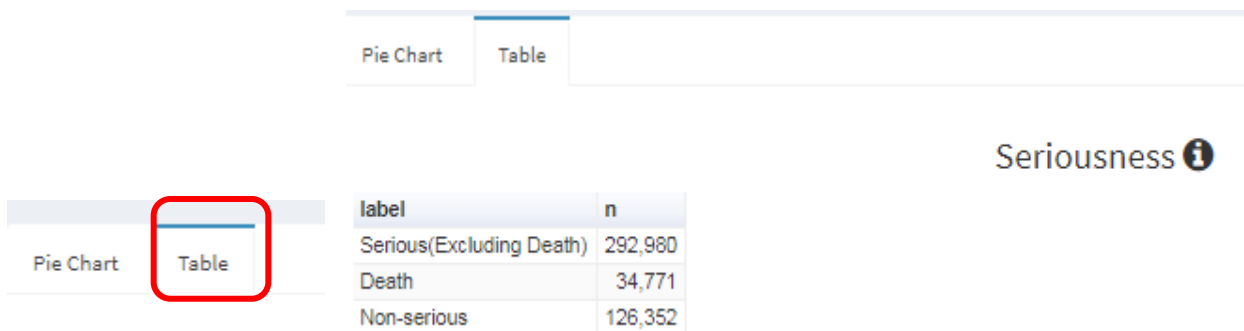 Pie Chart Table
Seriousness
Pie Chart Table
label n
Serious(Excluding Death) 292,980
Death 34,771
Non-serious 126,352